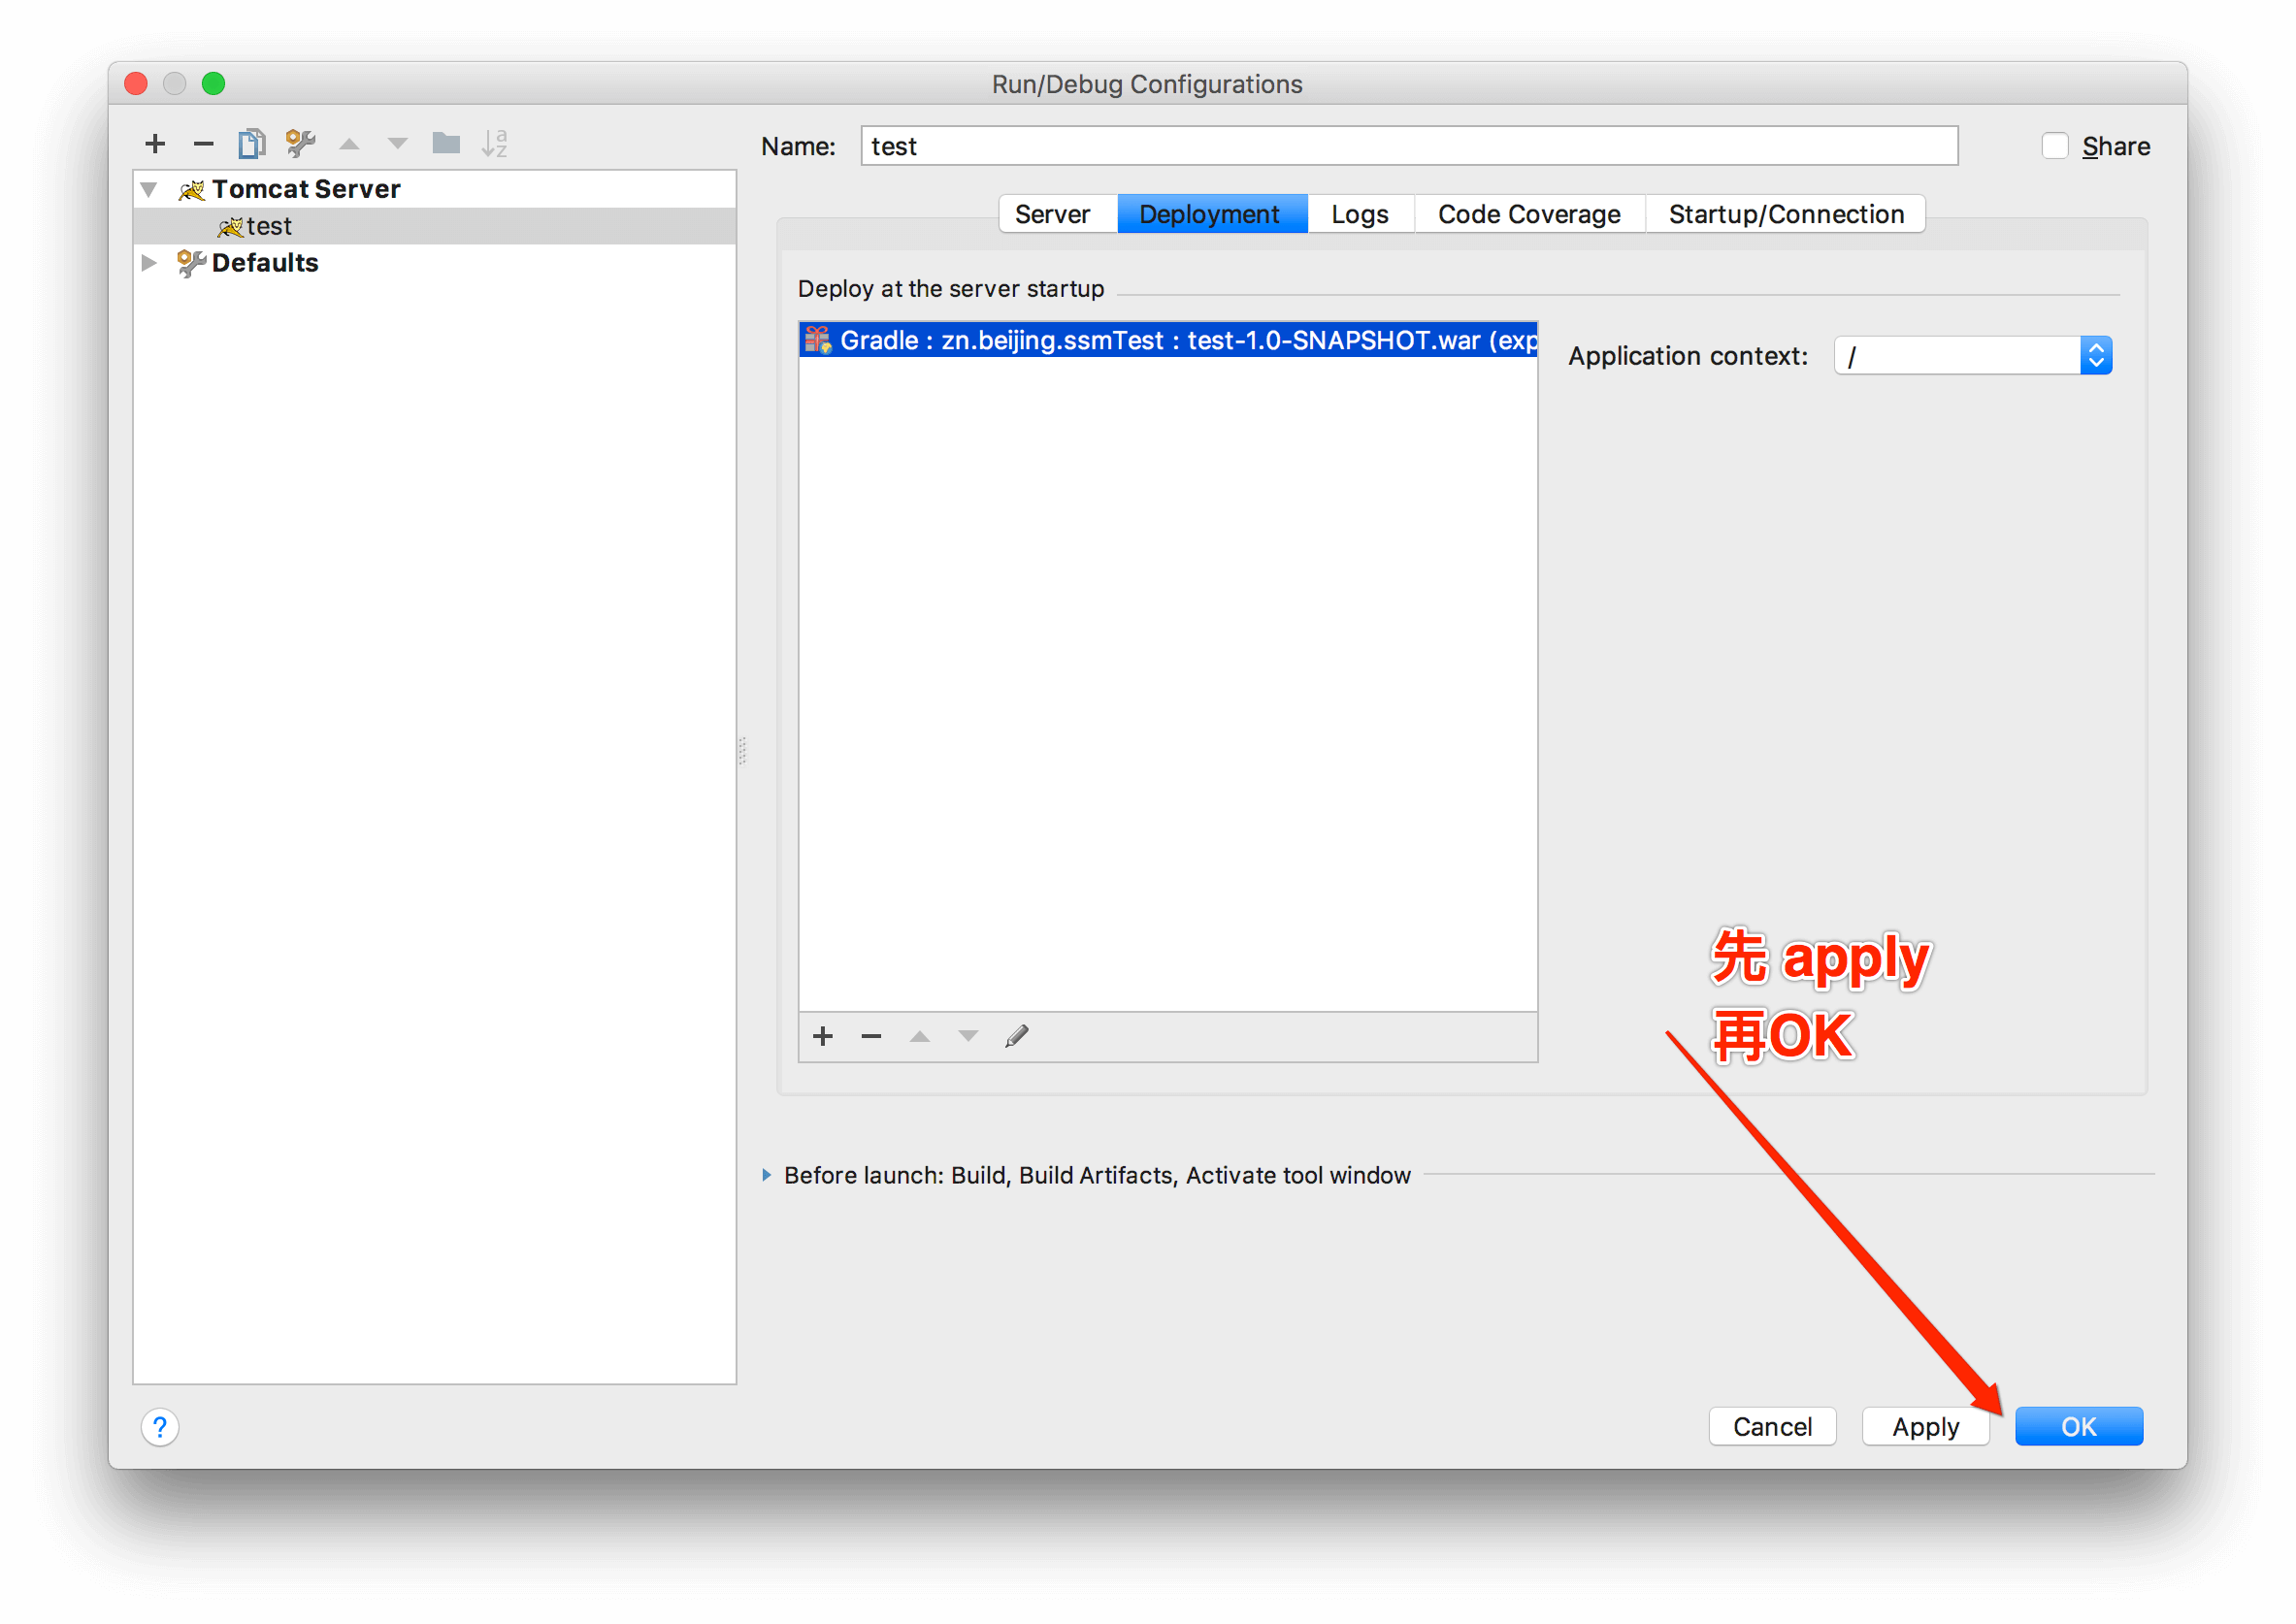 Run/Debug Configurations
Name: test
Share
Tomcat Server
test
Defaults
Server Deployment Logs Code Coverage Startup/Connection
Deploy at the server startup
Gradle : zn.beijing.ssmTest : test-1.0-SNAPSHOT.war (exp
Application context: /
先 apply
再OK
Before launch: Build, Build Artifacts, Activate tool window
? Cancel Apply OK